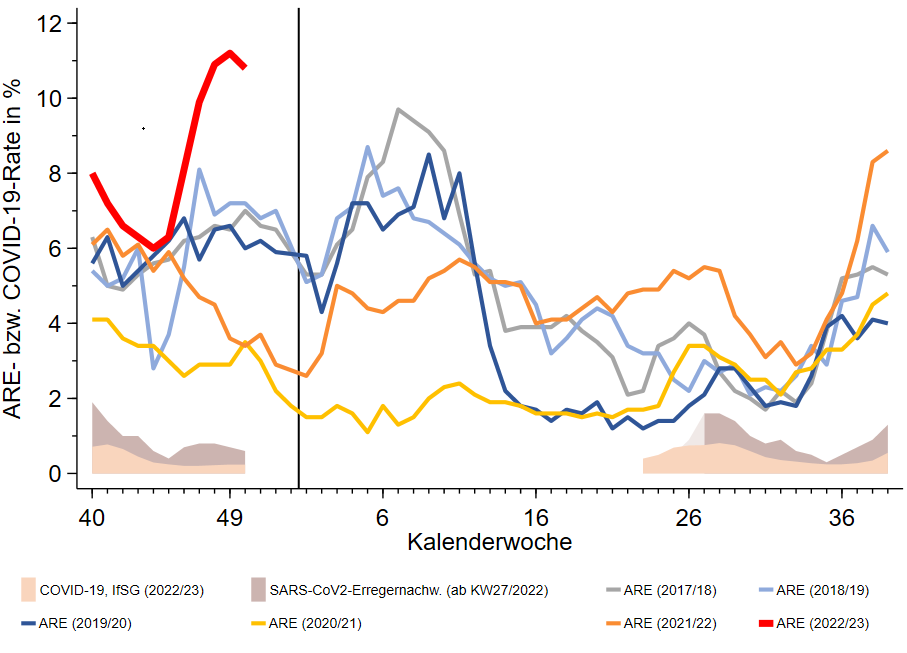 ARE- bzw. COVID-19-Rate in %
12
10
8
6
4
2
0
40 49 6 16 26 36
Kalenderwoche
COVID-19, IfSG (2022/23) SARS-CoV2-Erregernachw. (ab KW27/2022) ARE (2017/18) ARE (2018/19)
ARE (2019/20) ARE (2020/21) ARE (2021/22) ARE (2022/23)